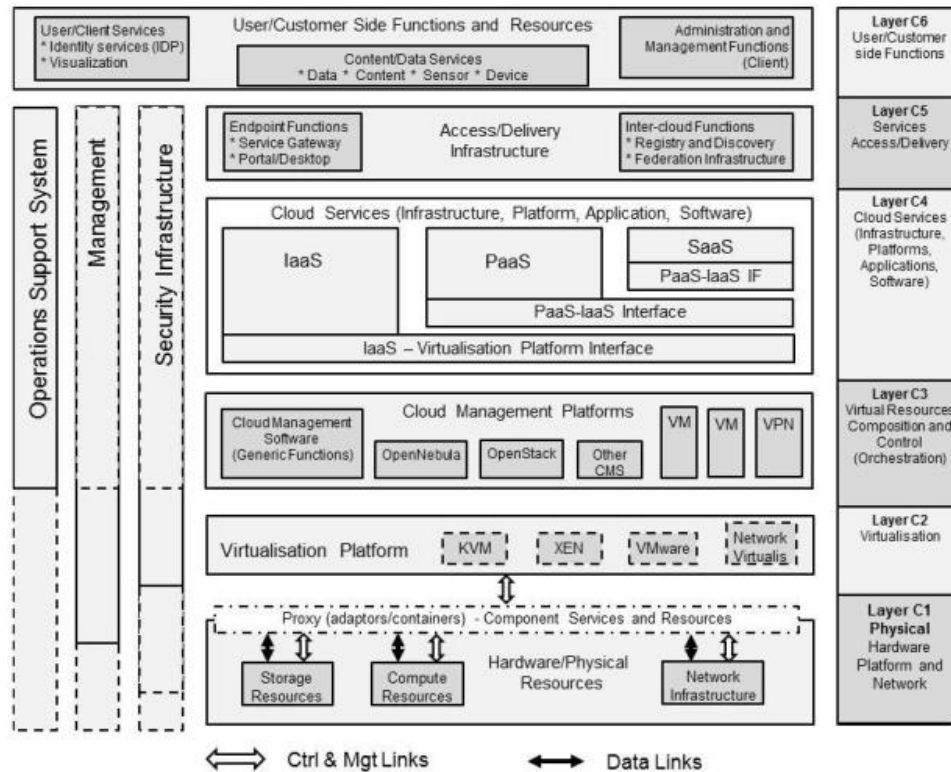 User/Customer Side Functions and Resources
User/Client Services
* Identity services (IDP)
* Visualization
Content/Data Services
* Data * Content * Sensor * Device
Administration and
Management Functions
(Client)
Layer C6
User/Customer
side Functions
Operations Support System
Management
Security Infrastructure
Endpoint Functions
* Service Gateway
* Portal/Desktop
Access/Delivery
Infrastructure
Inter-cloud Functions
* Registry and Discovery
* Federation Infrastructure
Layer C5
Services
Access/Delivery
Cloud Services (Infrastructure, Platform, Application, Software)
IaaS
PaaS
SaaS
PaaS-IaaS IF
PaaS-IaaS Interface
IaaS – Virtualisation Platform Interface
Layer C4
Cloud Services
(Infrastructure,
Platforms,
Applications,
Software)
Cloud Management Platforms
Cloud Management
Software
(Generic Functions)
OpenNebula
OpenStack
Other
CMS
VM
VM
VPN
Layer C3
Virtual Resources
Composition and
Control
(Orchestration)
Virtualisation Platform
KVM
XEN
VMware
Network
Virtualis
Layer C2
Virtualisation
Proxy (adaptors/containers) - Component Services and Resources
Storage
Resources
Compute
Resources
Hardware/Physical
Resources
Network
Infrastructure
Layer C1
Physical
Hardware
Platform and
Network
Ctrl & Mgt Links
Data Links